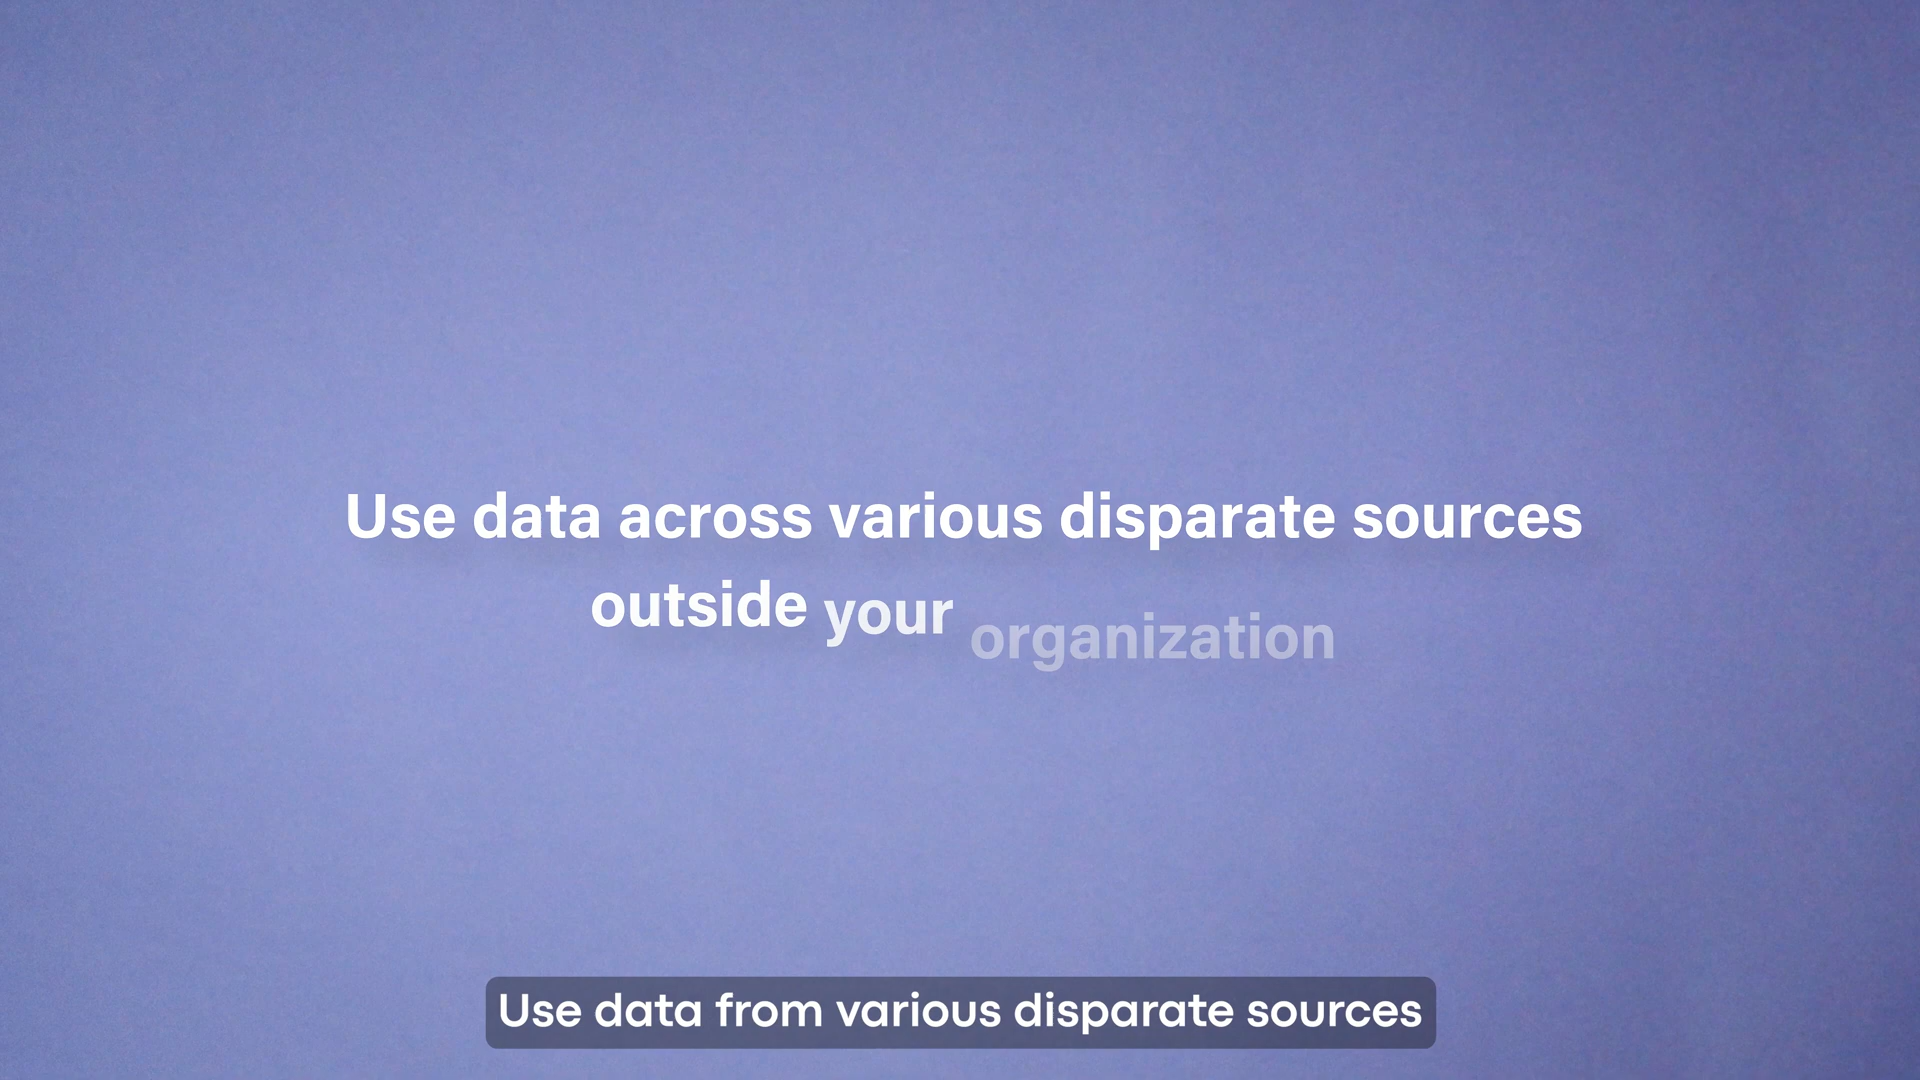 Use data across various disparate sources
outside your organization
Use data from various disparate sources